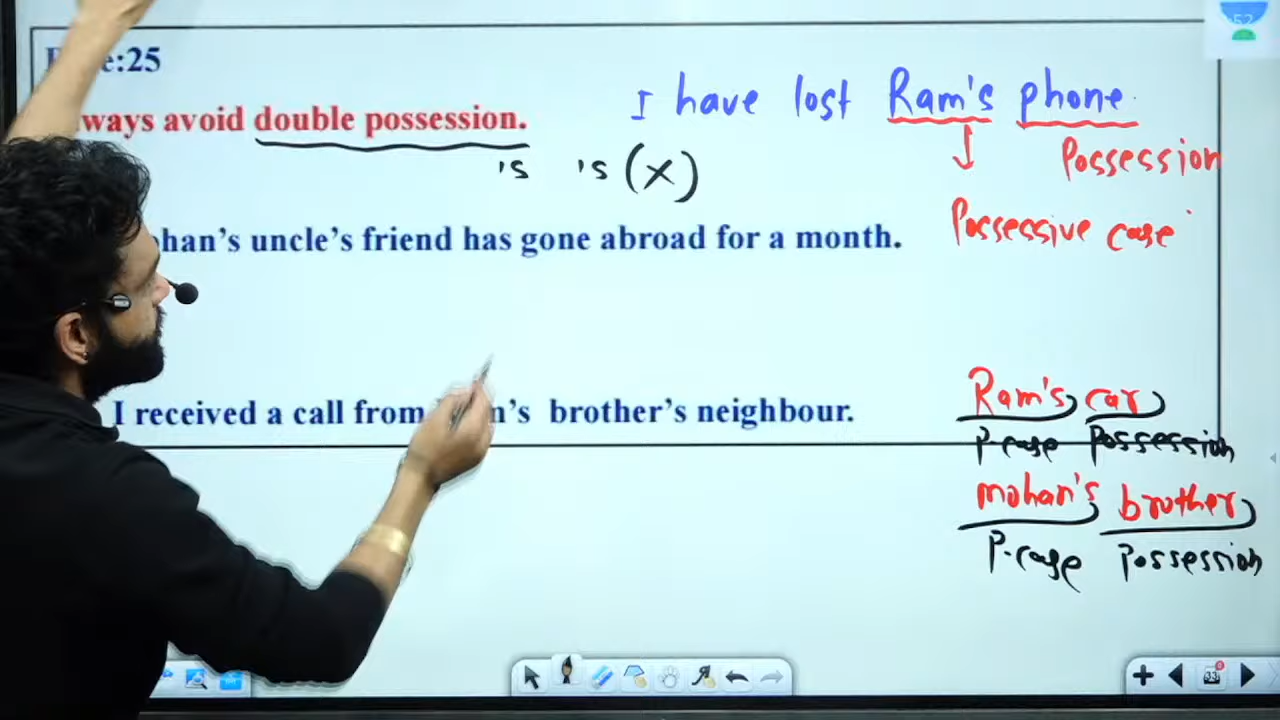 :25
I have lost Ram's phone.
ways avoid double possession.
's 's (x)
Possession
Possessive case
han's uncle's friend has gone abroad for a month.
Ram's car
I received a call from 's brother's neighbour.
P-case Possession
mohan's brother
P-case Possession